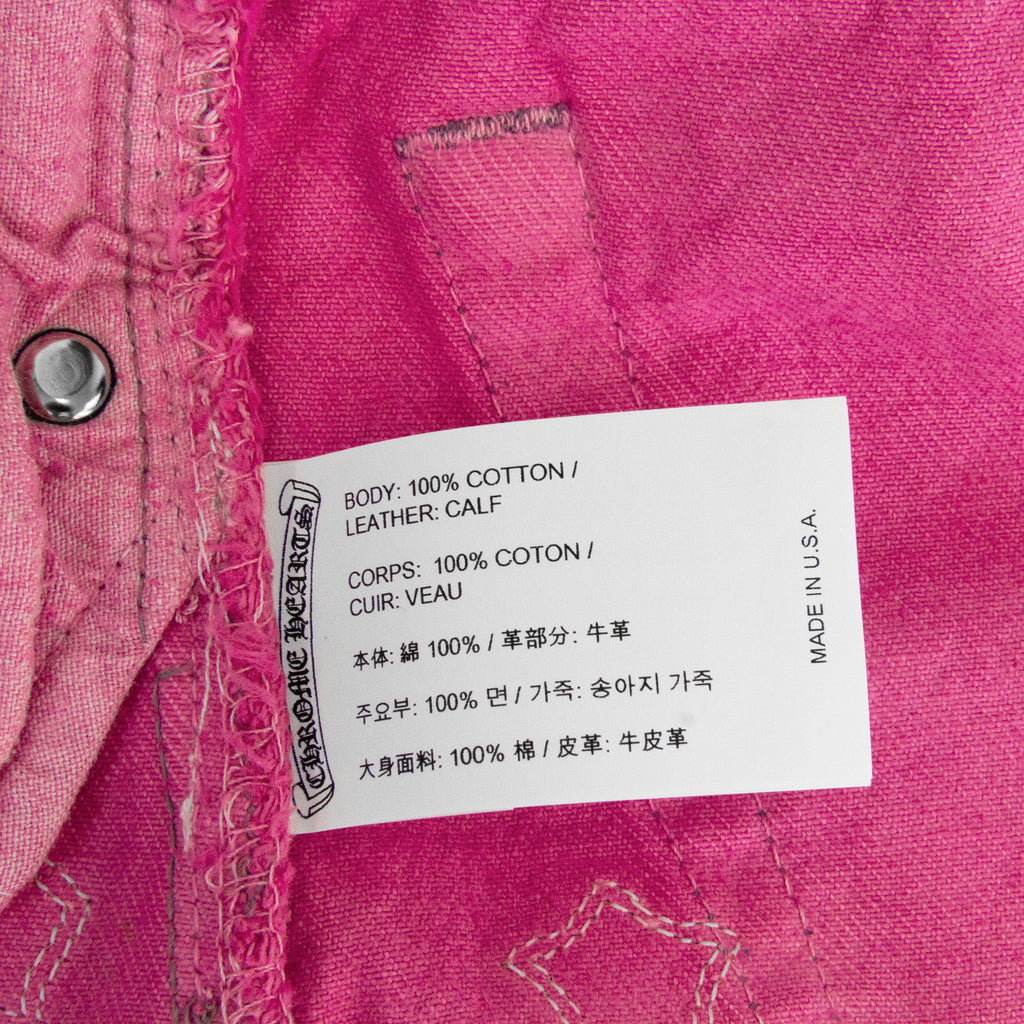 CHROME HEARTS
BODY: 100% COTTON /
LEATHER: CALF
CORPS: 100% COTON /
CUIR: VEAU
本体: 綿 100% / 革部分: 牛革
주요부: 100% 면 / 가죽: 송아지 가죽
大身面料: 100% 棉 / 皮革: 牛皮革
MADE IN U.S.A.